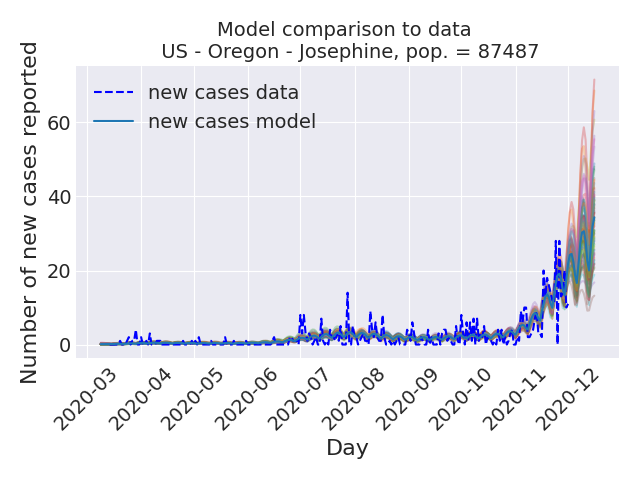 Model comparison to data
US - Oregon - Josephine, pop. = 87487
Number of new cases reported
new cases data
new cases model
60
40
20
0
2020-03
2020-04
2020-05
2020-06
2020-07
2020-08
2020-09
2020-10
2020-11
2020-12
Day